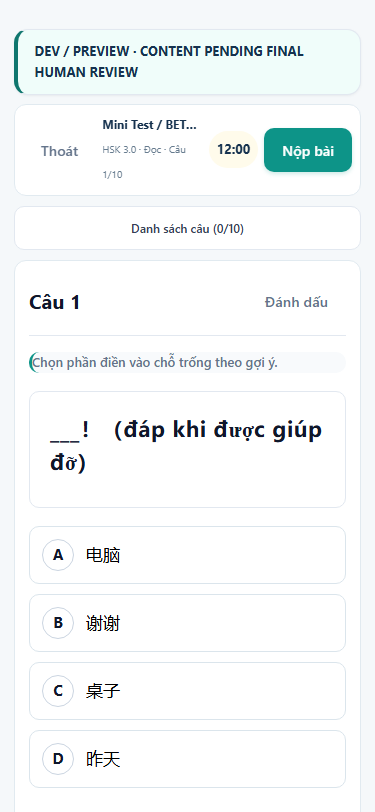 DEV / PREVIEW · CONTENT PENDING FINAL
HUMAN REVIEW
Thoát
Mini Test / BET...
HSK 3.0 · Đọc · Câu
1/10
12:00
Nộp bài
Danh sách câu (0/10)
Câu 1
Đánh dấu
Chọn phần điền vào chỗ trống theo gợi ý.
___！（đáp khi được giúp
đỡ）
A 电脑
B 谢谢
C 桌子
D 昨天